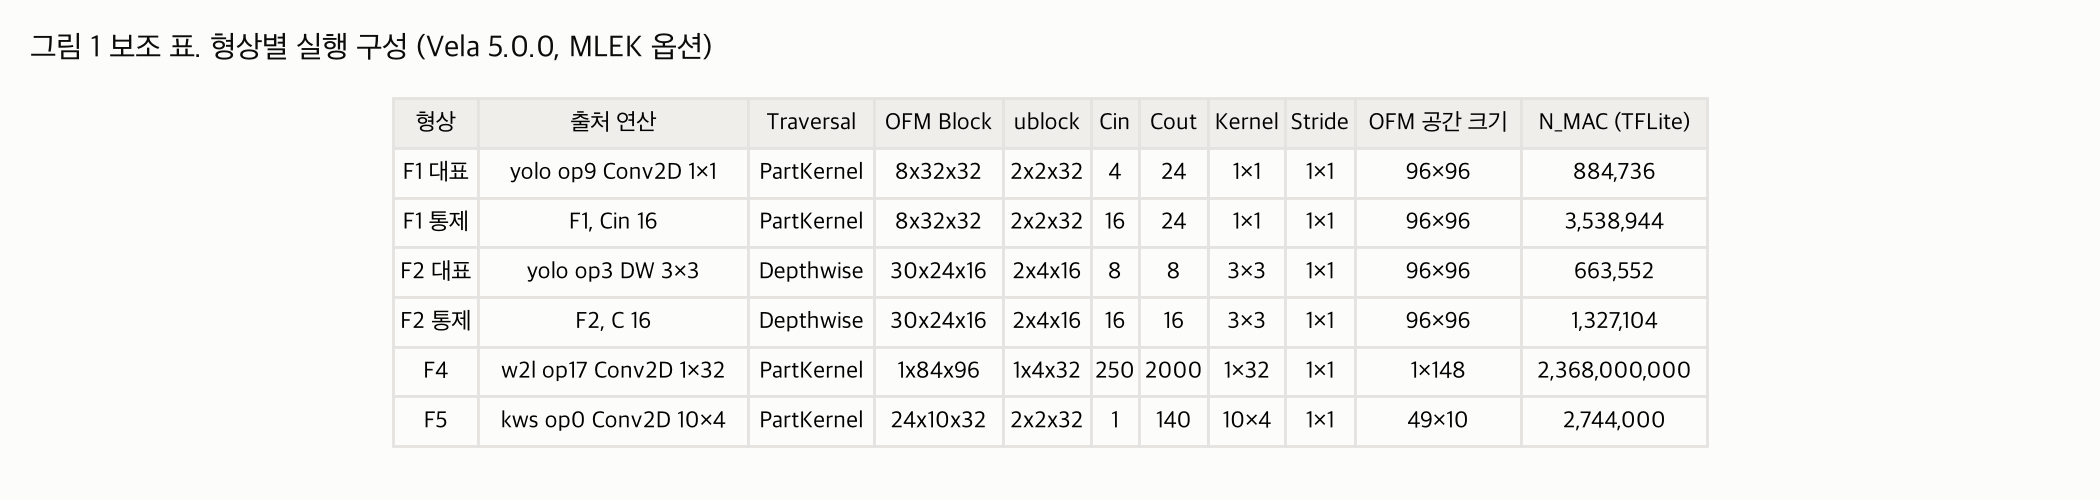 그림 1 보조 표. 형상별 실행 구성 (Vela 5.0.0, MLEK 옵션)
형상 출처 연산 Traversal OFM Block ublock Cin Cout Kernel Stride OFM 공간 크기 N_MAC (TFLite)
F1 대표 yolo op9 Conv2D 1×1 PartKernel 8x32x32 2x2x32 4 24 1×1 1×1 96×96 884,736
F1 통제 F1, Cin 16 PartKernel 8x32x32 2x2x32 16 24 1×1 1×1 96×96 3,538,944
F2 대표 yolo op3 DW 3×3 Depthwise 30x24x16 2x4x16 8 8 3×3 1×1 96×96 663,552
F2 통제 F2, C 16 Depthwise 30x24x16 2x4x16 16 16 3×3 1×1 96×96 1,327,104
F4 w2l op17 Conv2D 1×32 PartKernel 1x84x96 1x4x32 250 2000 1×32 1×1 1×148 2,368,000,000
F5 kws op0 Conv2D 10×4 PartKernel 24x10x32 2x2x32 1 140 10×4 1×1 49×10 2,744,000